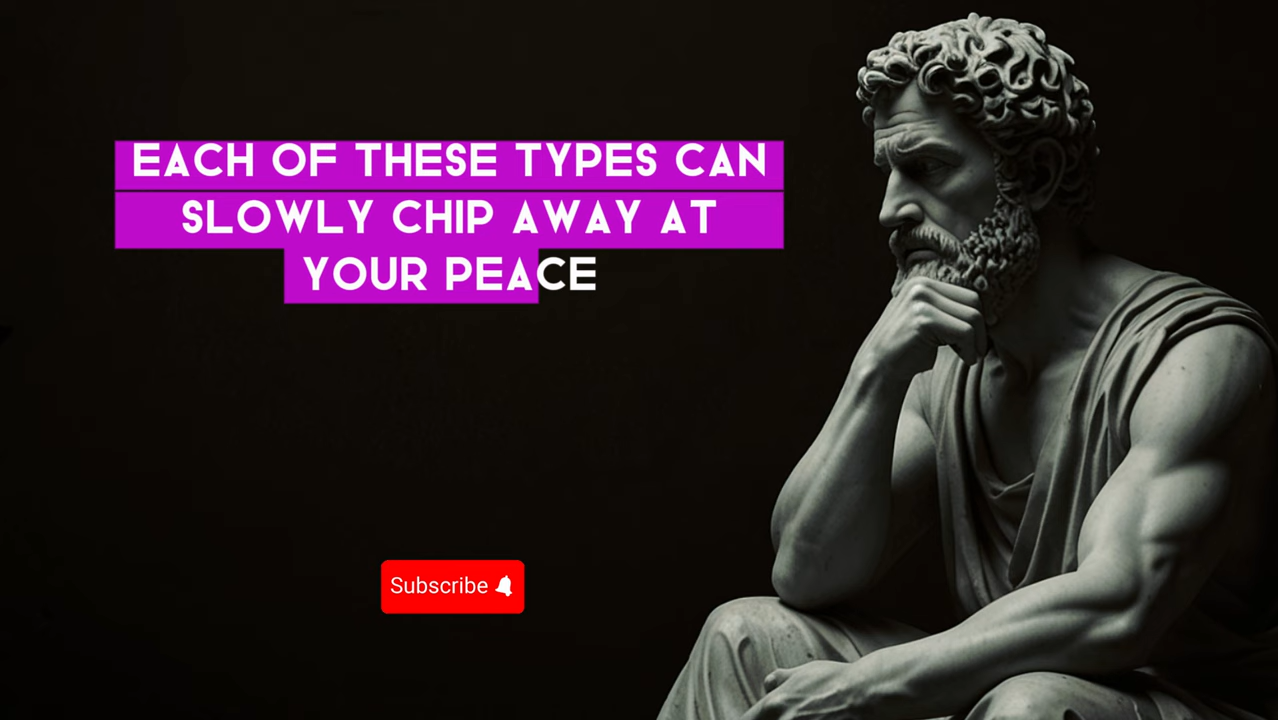 EACH OF THESE TYPES CAN
SLOWLY CHIP AWAY AT
YOUR PEACE
Subscribe